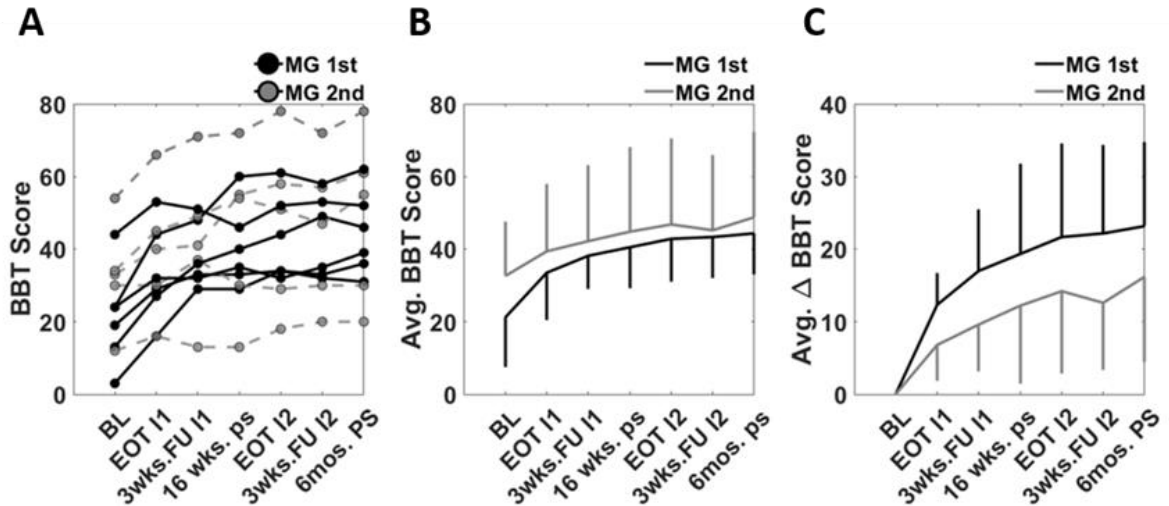 A
MG 1st
MG 2nd
BBT Score
80
60
40
20
0
BL
EOT I1
3wks.FU I1
16 wks. ps
EOT I2
3wks.FU I2
6mos. PS
B
MG 1st
MG 2nd
Avg. BBT Score
80
60
40
20
0
BL
EOT I1
3wks.FU I1
16 wks. ps
EOT I2
3wks.FU I2
6mos. ps
C
MG 1st
MG 2nd
Avg. Δ BBT Score
40
30
20
10
0
BL
EOT I1
3wks.FU I1
16 wks. ps
EOT I2
3wks.FU I2
6mos. PS